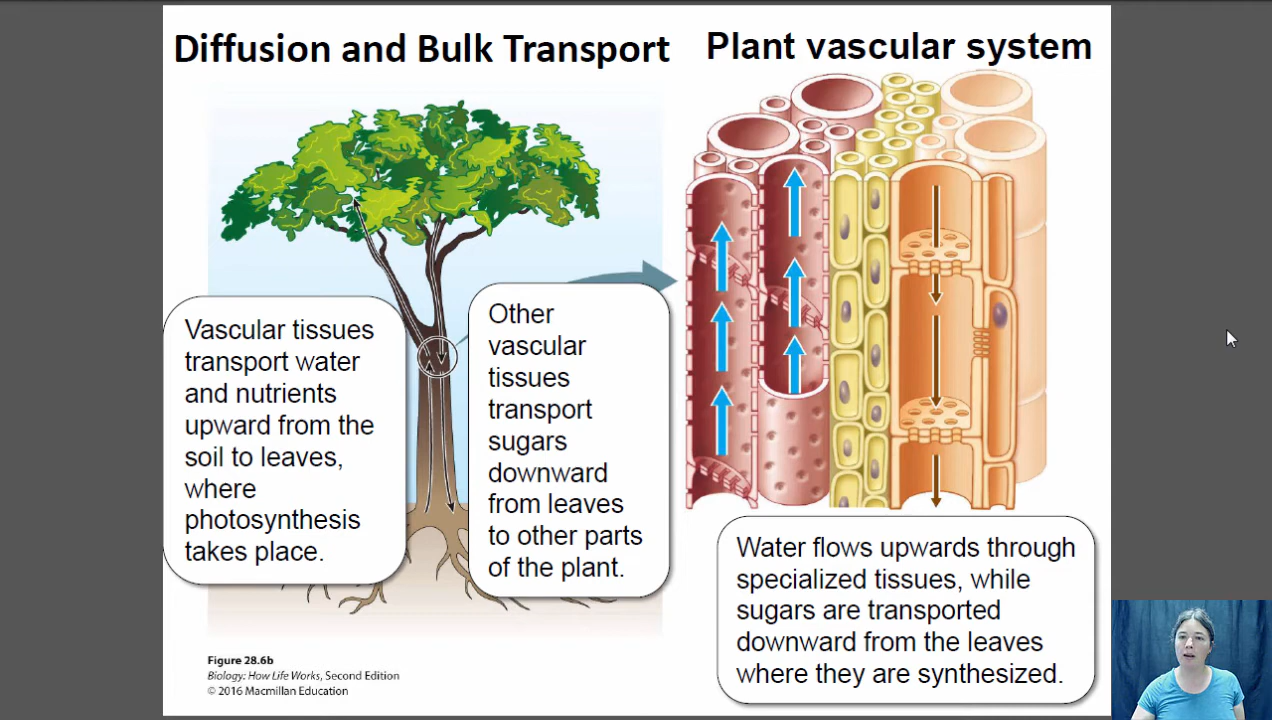 Diffusion and Bulk Transport
Plant vascular system
Vascular tissues
transport water
and nutrients
upward from the
soil to leaves,
where
photosynthesis
takes place.
Other
vascular
tissues
transport
sugars
downward
from leaves
to other parts
of the plant.
Water flows upwards through
specialized tissues, while
sugars are transported
downward from the leaves
where they are synthesized.
Figure 28.6b
Biology: How Life Works, Second Edition
© 2016 Macmillan Education